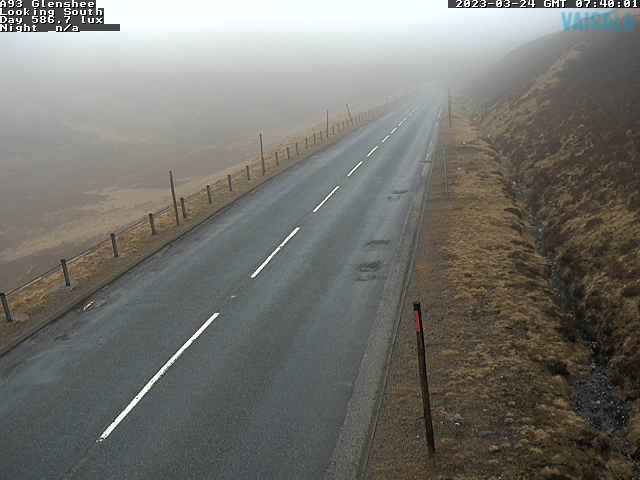 A93 Glenshee
Looking South
Day 586.7 lux
Night n/a
2023-03-24 GMT 07:40:01
VAISALA